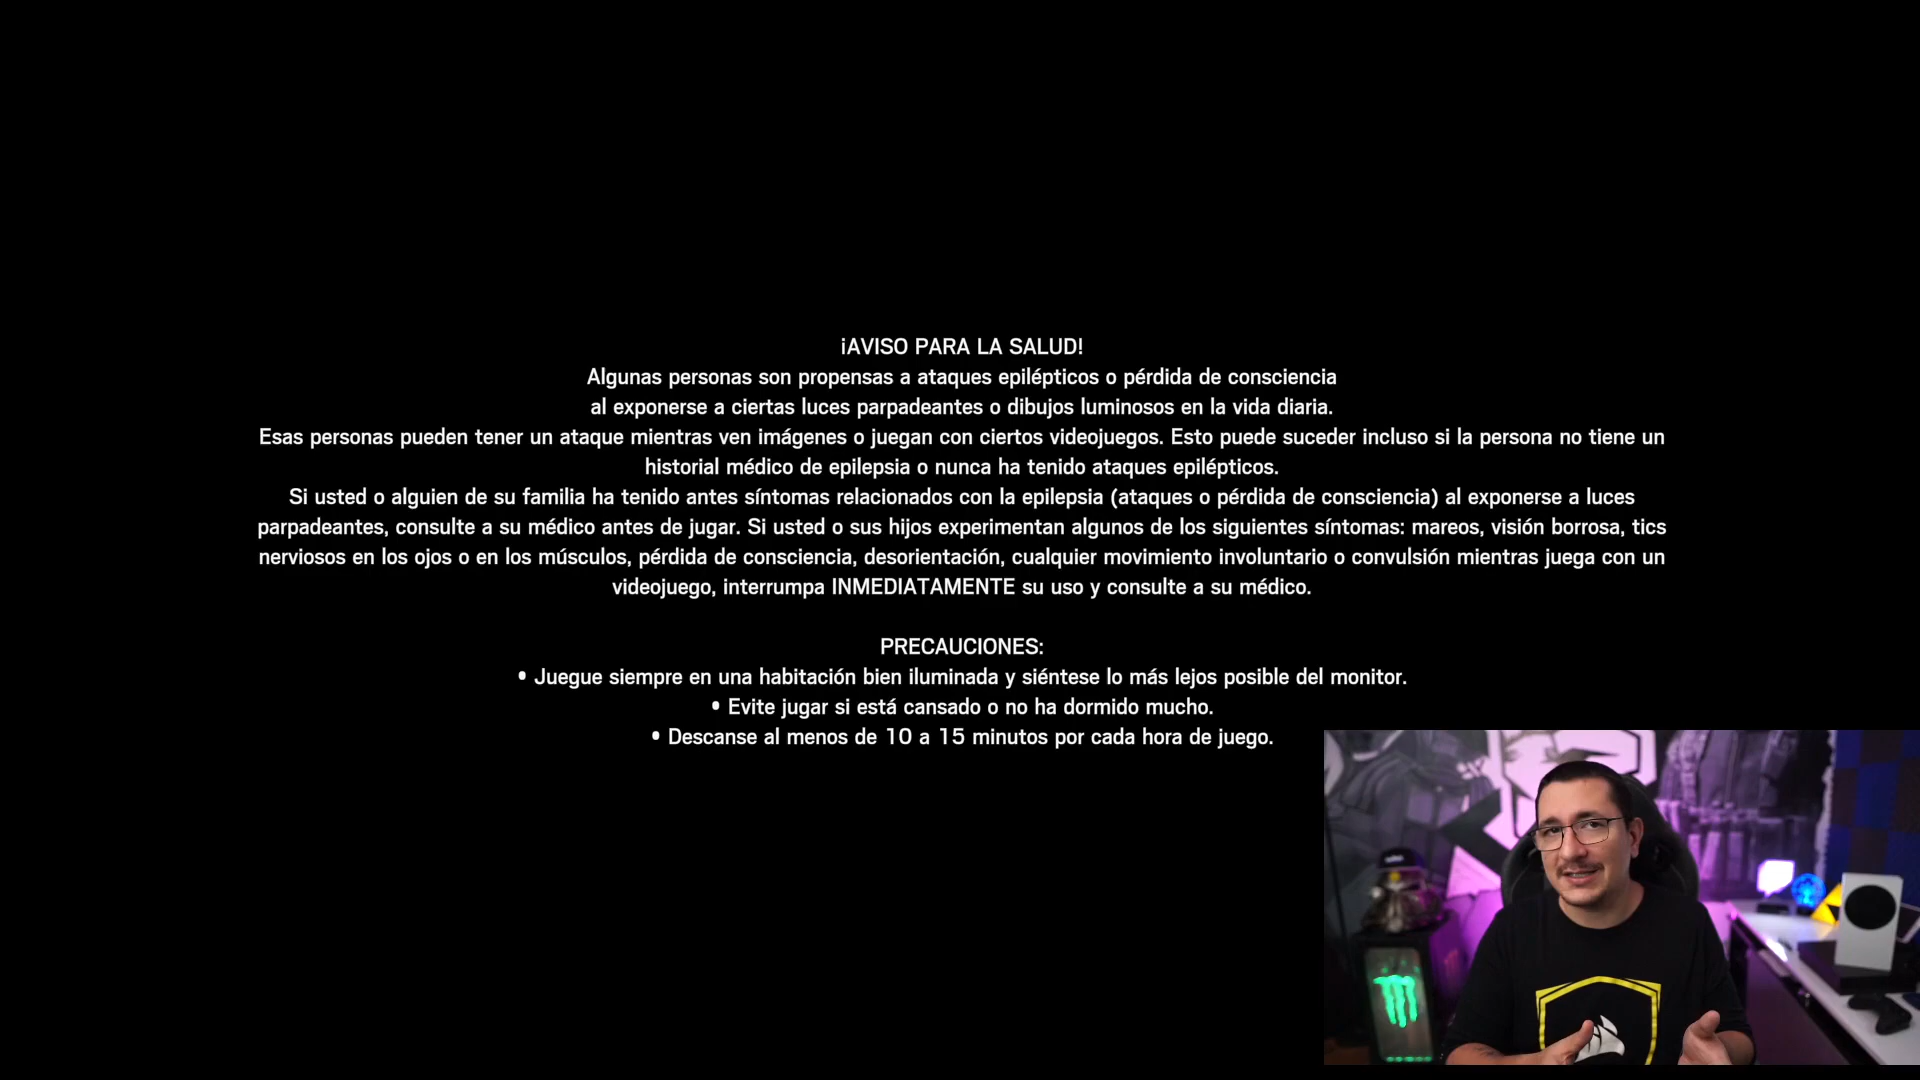 ¡AVISO PARA LA SALUD!
Algunas personas son propensas a ataques epilépticos o pérdida de consciencia
al exponerse a ciertas luces parpadeantes o dibujos luminosos en la vida diaria.
Esas personas pueden tener un ataque mientras ven imágenes o juegan con ciertos videojuegos. Esto puede suceder incluso si la persona no tiene un
historial médico de epilepsia o nunca ha tenido ataques epilépticos.
Si usted o alguien de su familia ha tenido antes síntomas relacionados con la epilepsia (ataques o pérdida de consciencia) al exponerse a luces
parpadeantes, consulte a su médico antes de jugar. Si usted o sus hijos experimentan algunos de los siguientes síntomas: mareos, visión borrosa, tics
nerviosos en los ojos o en los músculos, pérdida de consciencia, desorientación, cualquier movimiento involuntario o convulsión mientras juega con un
videojuego, interrumpa INMEDIATAMENTE su uso y consulte a su médico.
PRECAUCIONES:
• Juegue siempre en una habitación bien iluminada y siéntese lo más lejos posible del monitor.
• Evite jugar si está cansado o no ha dormido mucho.
• Descanse al menos de 10 a 15 minutos por cada hora de juego.